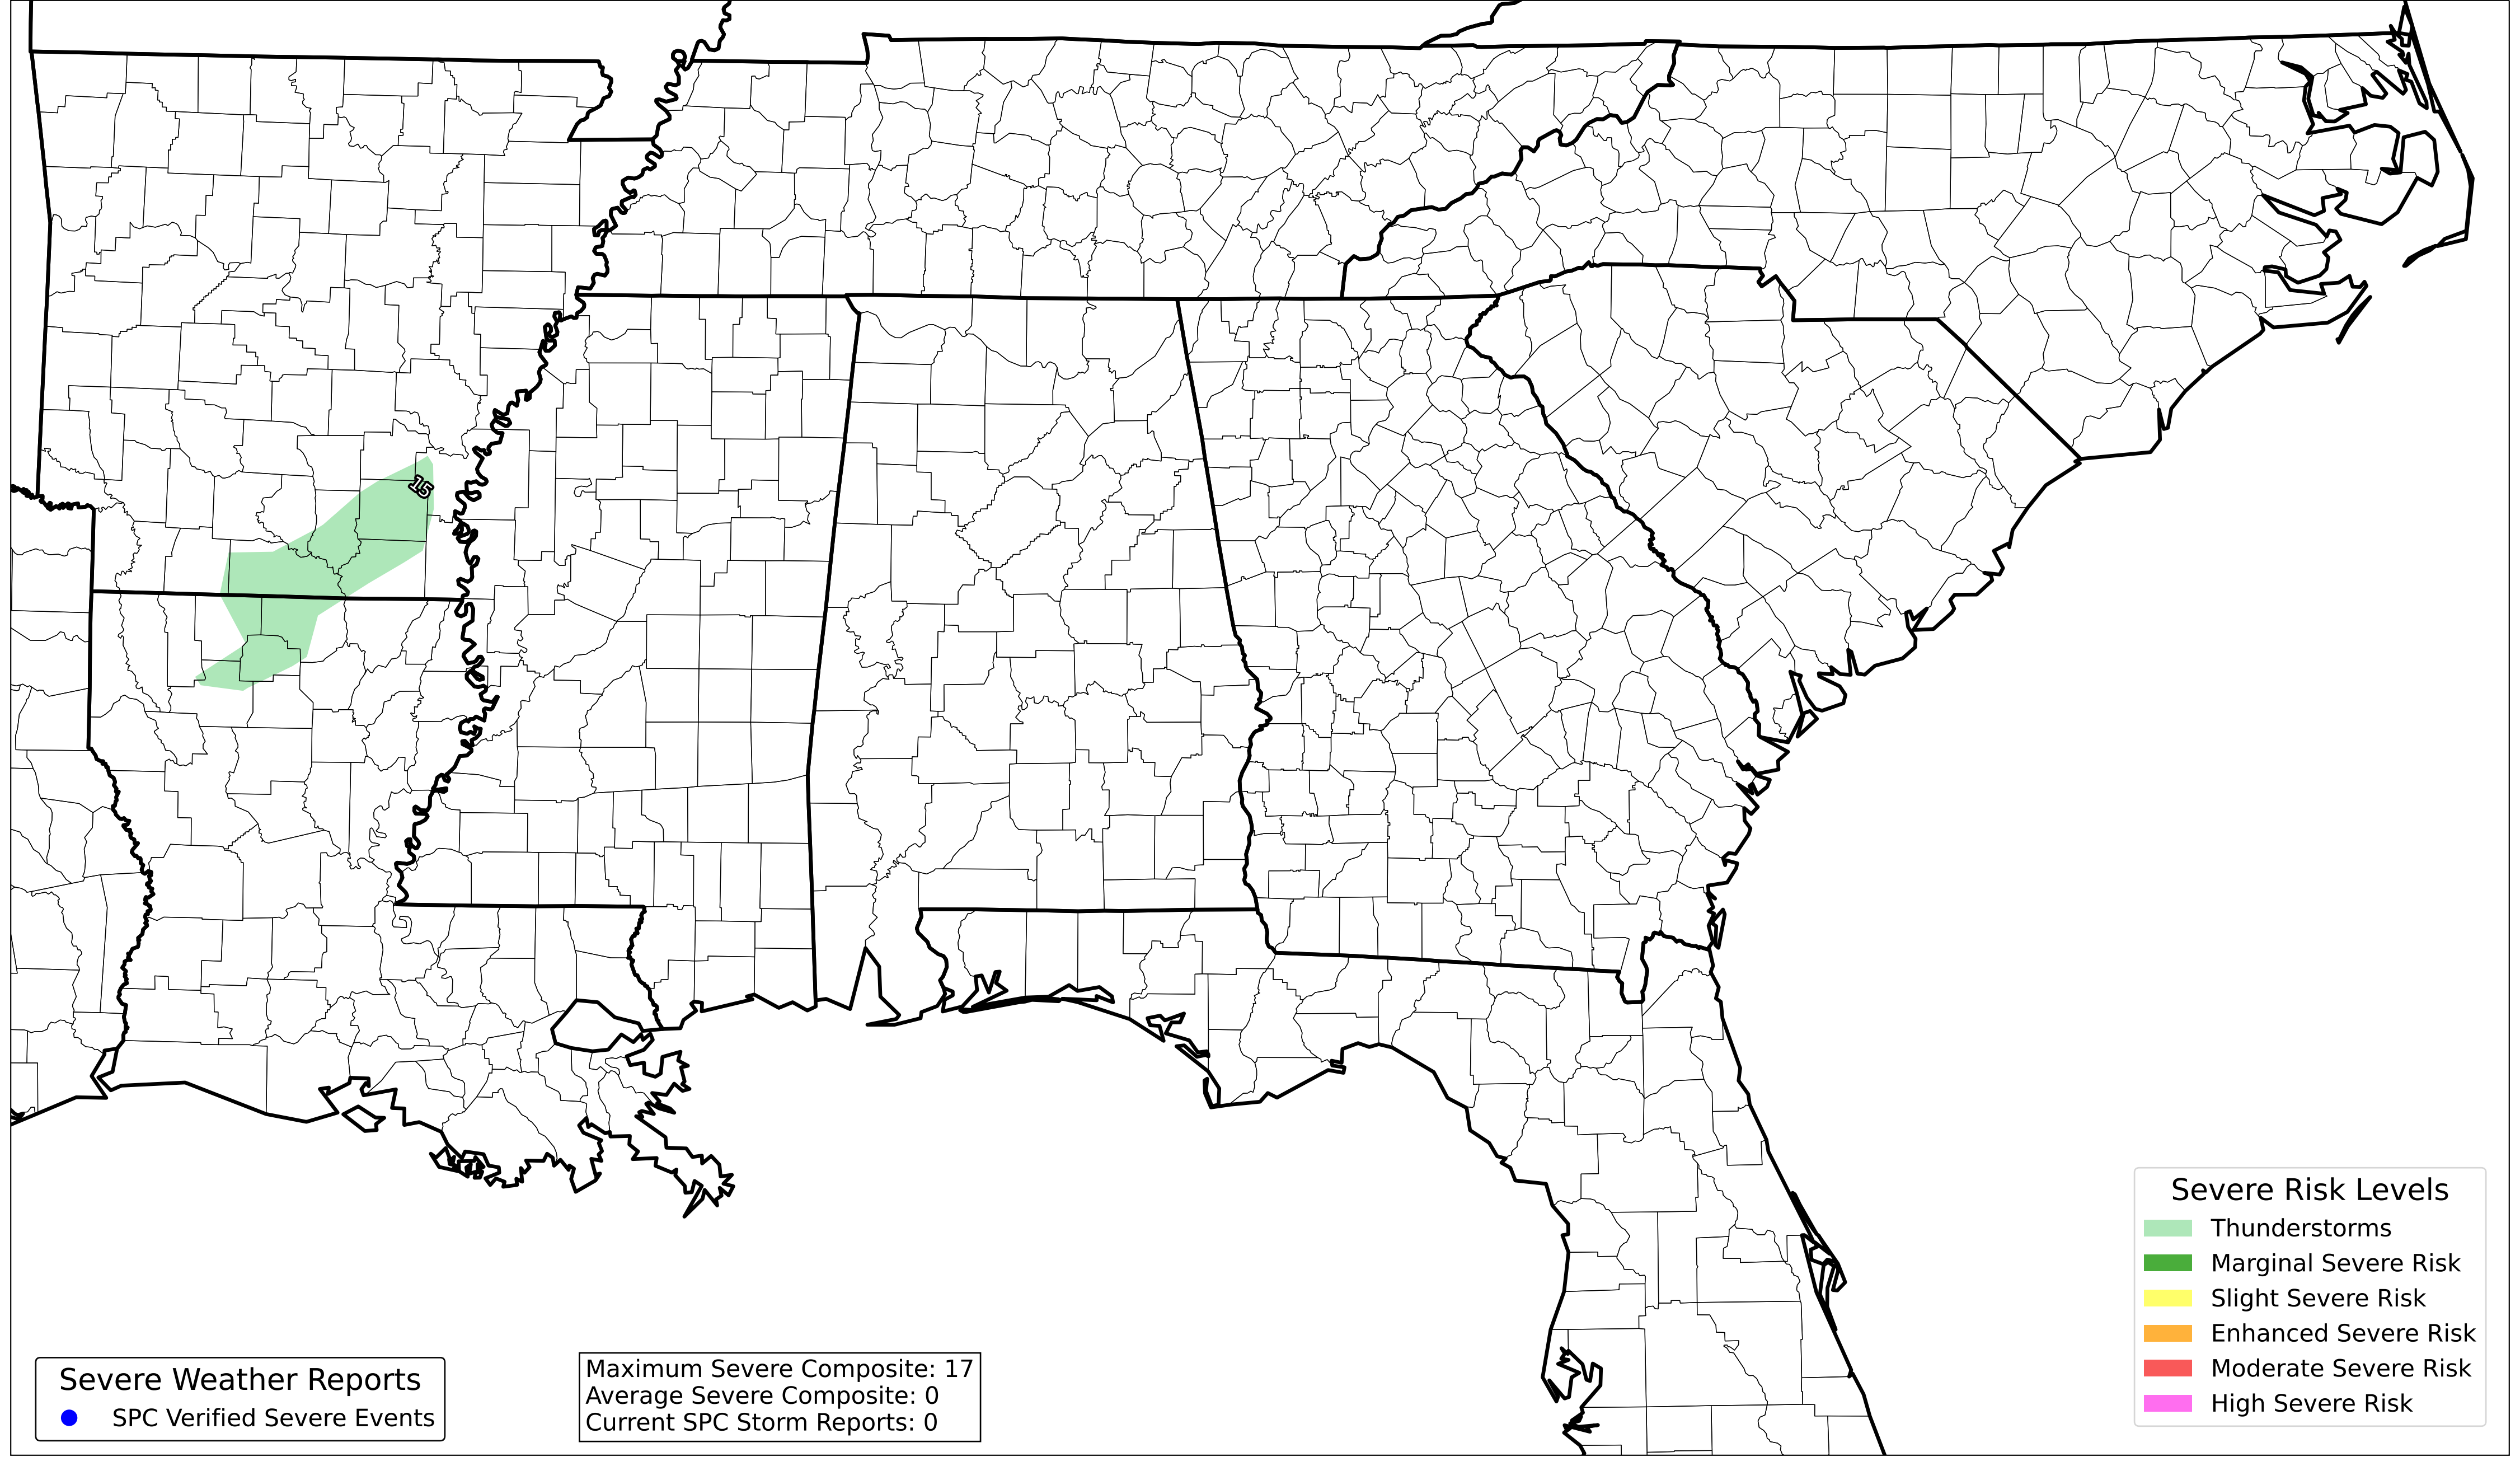 15
Severe Risk Levels
Thunderstorms
Marginal Severe Risk
Slight Severe Risk
Enhanced Severe Risk
Moderate Severe Risk
High Severe Risk
Severe Weather Reports
SPC Verified Severe Events
Maximum Severe Composite: 17
Average Severe Composite: 0
Current SPC Storm Reports: 0